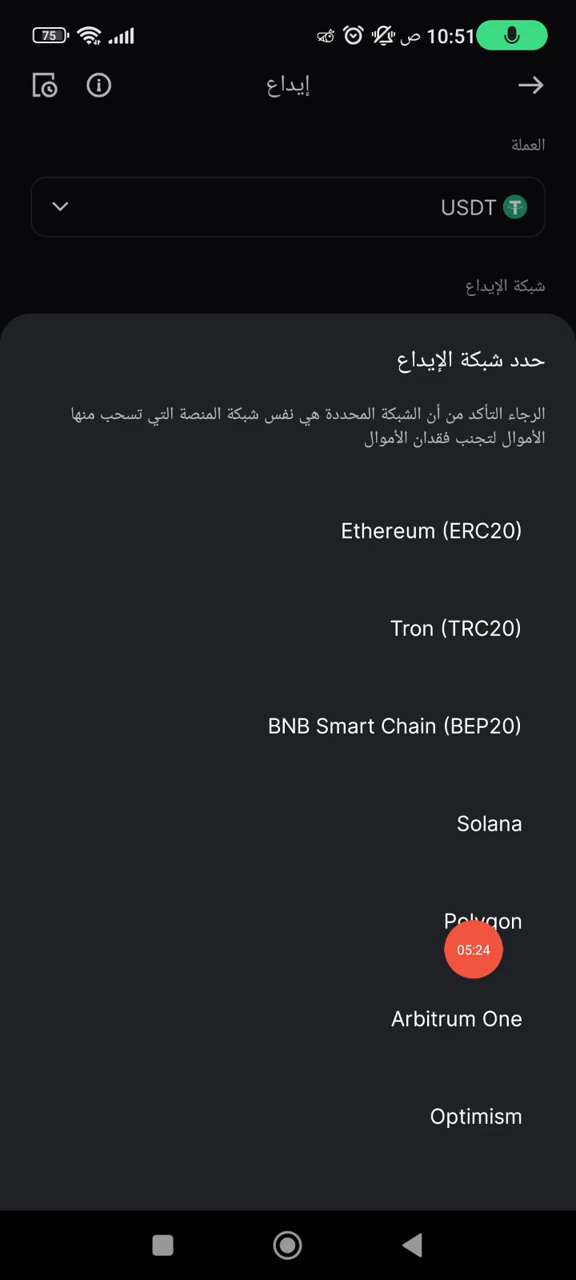 10:51 ص
75
إيداع
العملة
USDT
شبكة الإيداع
حدد شبكة الإيداع
الرجاء التأكد من أن الشبكة المحددة هي نفس شبكة المنصة التي تسحب منها
الأموال لتجنب فقدان الأموال
Ethereum (ERC20)
Tron (TRC20)
BNB Smart Chain (BEP20)
Solana
Polygon
05:24
Arbitrum One
Optimism